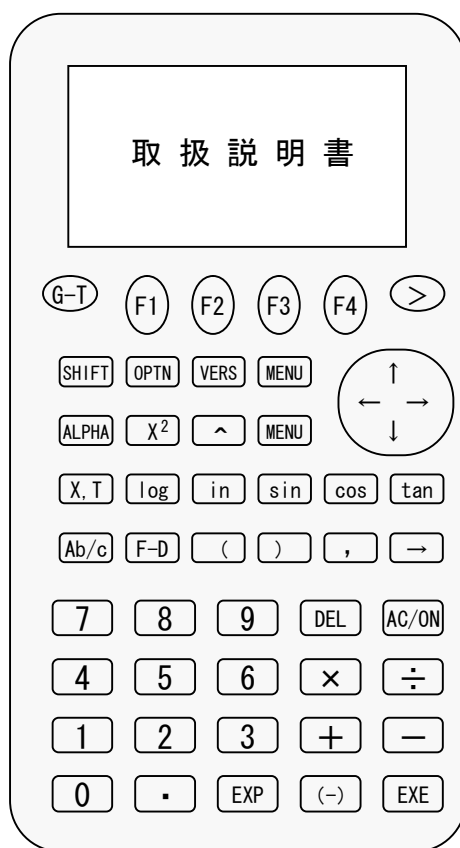 取扱説明書
G-T F1 F2 F3 F4 >
SHIFT OPTN VERS MENU ↑
← →
ALPHA X² ^ MENU ↓
X,T log in sin cos tan
Ab/c F-D ( ) , →
7 8 9 DEL AC/ON
4 5 6 × ÷
1 2 3 + −
0 . EXP (-) EXE